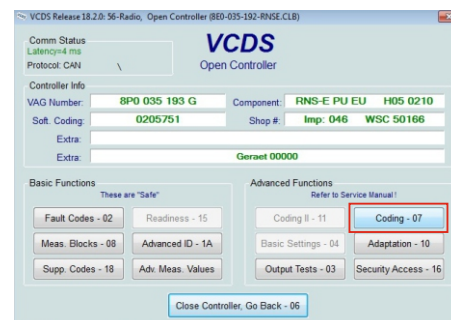 VCDS Release 18.2.0: 56-Radio, Open Controller (8E0-035-192-RNSE.CLB)
Comm Status
Latency=4 ms
Protocol: CAN \
VCDS
Open Controller
Controller Info
VAG Number: 8P0 035 193 G Component: RNS-E PU EU H05 0210
Soft. Coding: 0205751 Shop #: Imp: 046 WSC 50166
Extra:
Extra: Geraet 00000
Basic Functions
These are "Safe"
Fault Codes - 02 Readiness - 15
Meas. Blocks - 08 Advanced ID - 1A
Supp. Codes - 18 Adv. Meas. Values
Advanced Functions
Refer to Service Manual!
Coding II - 11 Coding - 07
Basic Settings - 04 Adaptation - 10
Output Tests - 03 Security Access - 16
Close Controller, Go Back - 06